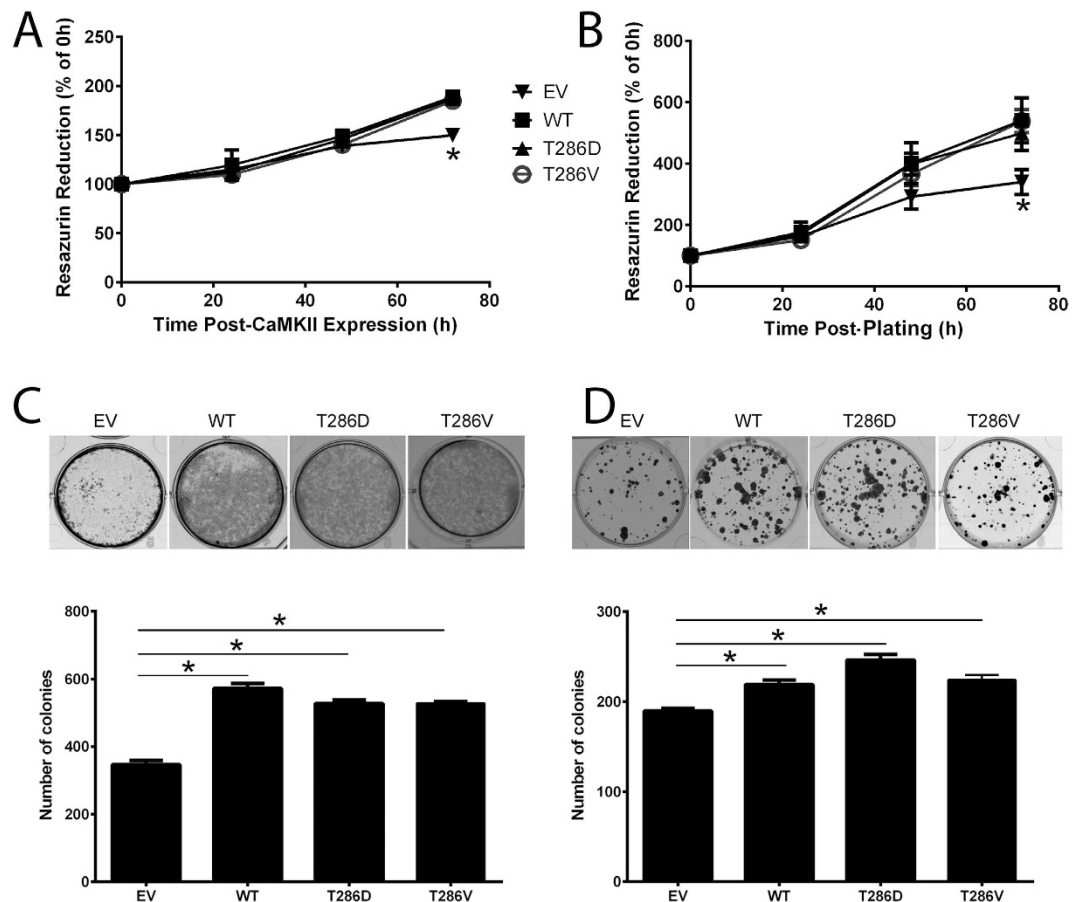 A
Resazurin Reduction (% of 0h)
250
200
150
100
50
0
0 20 40 60 80
Time Post-CaMKII Expression (h)
*
EV
WT
T286D
T286V
B
Resazurin Reduction (% of 0h)
800
600
400
200
0
0 20 40 60 80
Time Post-Plating (h)
*
C
EV WT T286D T286V
Number of colonies
800
600
400
200
0
*
*
*
EV WT T286D T286V
D
EV WT T286D T286V
Number of colonies
300
200
100
0
*
*
*
EV WT T286D T286V